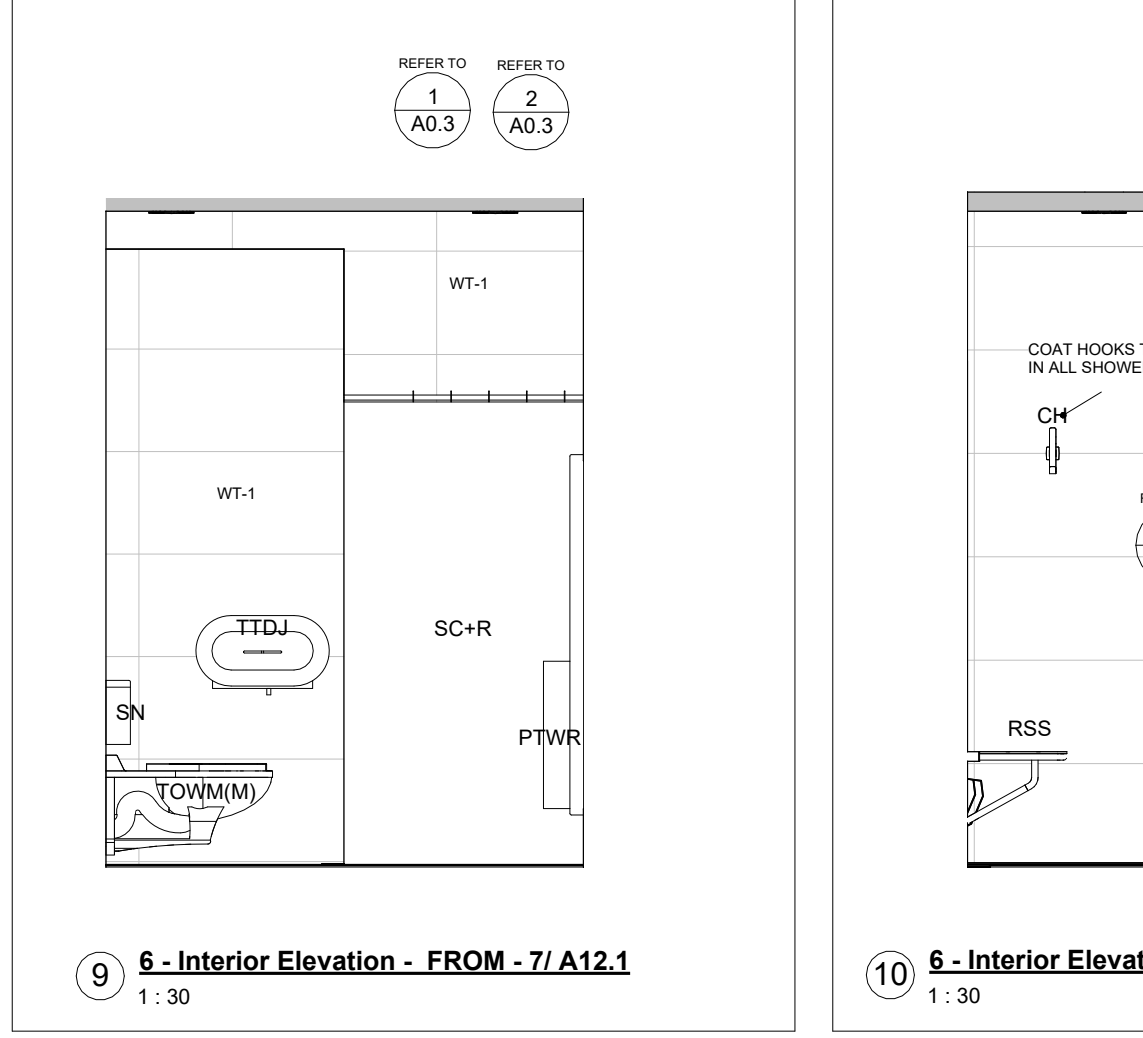 REFER TO
1
A0.3
REFER TO
2
A0.3
WT-1
WT-1
TTDJ
SC+R
SN
PTWR
TOWM(M)
9
6 - Interior Elevation - FROM - 7/ A12.1
1 : 30
COAT HOOKS
IN ALL
CH
RSS
10
6 - Interior
1 : 30